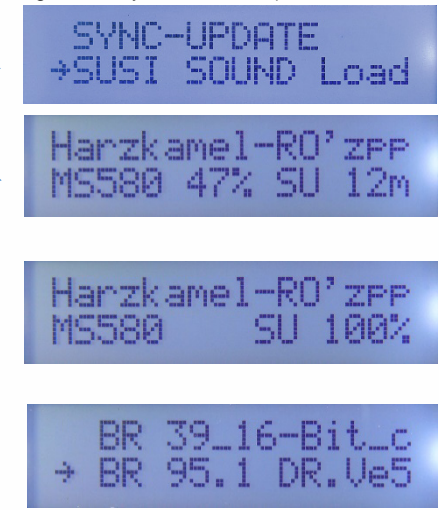 SYNC-UPDATE
→SUSI SOUND Load
Harzkamel-RO'zpp
MS580 47% SU 12m
Harzkamel-RO'zpp
MS580 SU 100%
BR 39_16-Bit_c
→ BR 95.1 DR.Ve5